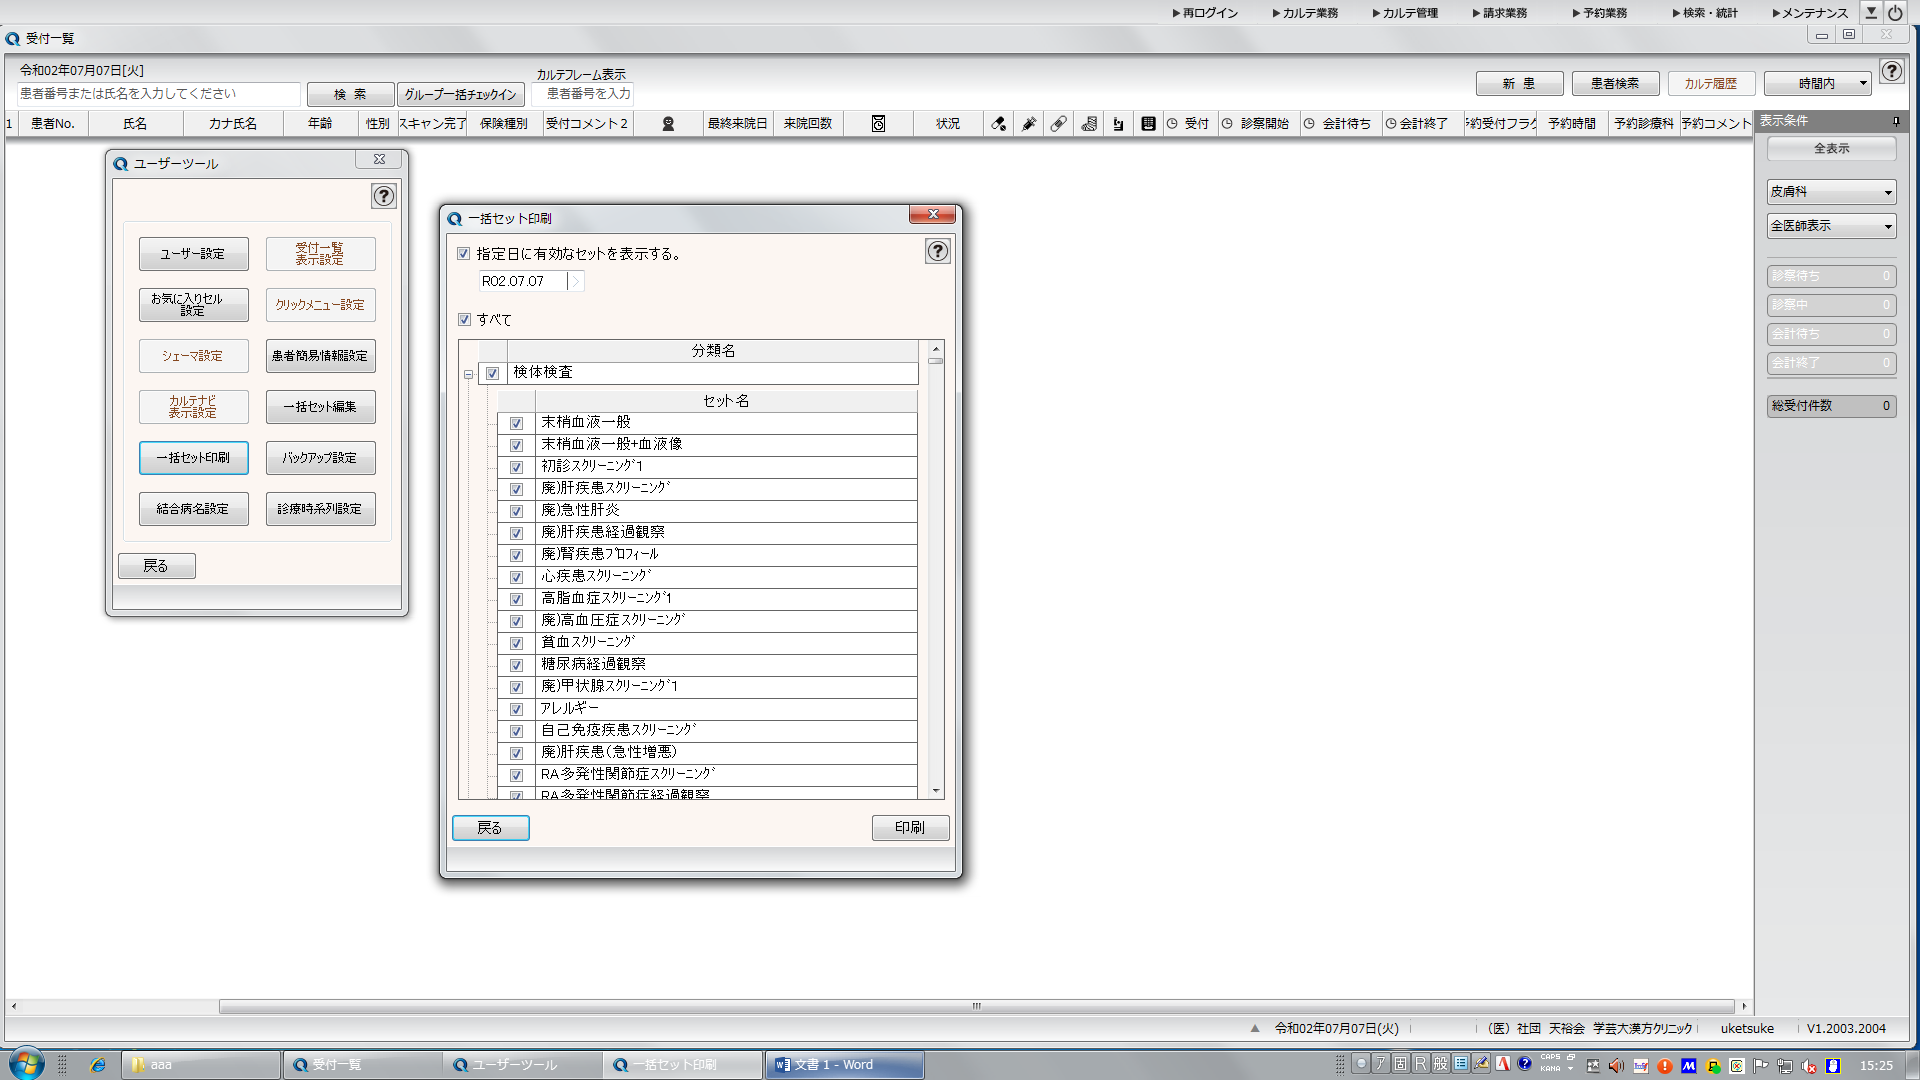 ▶再ログイン ▶カルテ業務 ▶カルテ管理 ▶請求業務 ▶予約業務 ▶検索・統計 ▶メンテナンス
受付一覧
令和02年07月07日[火]
患者番号または氏名を入力してください
検 索
グループ一括チェックイン
カルテフレーム表示
患者番号を入力
新 患
患者検索
カルテ履歴
時間内
?
1 患者No. 氏名 カナ氏名 年齢 性別 スキャン完了 保険種別 受付コメント2 最終来院日 来院回数 状況 受付 診察開始 会計待ち 会計終了 予約受付フラグ 予約時間 予約診療科 予約コメント
表示条件
全表示
皮膚科
全医師表示
診察待ち 0
診察中 0
会計待ち 0
会計終了 0
総受付件数 0
ユーザーツール
?
ユーザー設定
受付一覧
表示設定
お気に入りセル
設定
クリックメニュー設定
シェーマ設定
患者簡易情報設定
カルテナビ
表示設定
一括セット編集
一括セット印刷
バックアップ設定
結合病名設定
診療時系列設定
戻る
一括セット印刷
指定日に有効なセットを表示する。
?
R02.07.07
すべて
分類名
検体検査
セット名
末梢血液一般
末梢血液一般+血液像
初診ｽｸﾘｰﾆﾝｸﾞ1
廃)肝疾患ｽｸﾘｰﾆﾝｸﾞ
廃)急性肝炎
廃)肝疾患経過観察
廃)腎疾患ﾌﾟﾛﾌｨｰﾙ
心疾患ｽｸﾘｰﾆﾝｸﾞ
高脂血症ｽｸﾘｰﾆﾝｸﾞ1
廃)高血圧症ｽｸﾘｰﾆﾝｸﾞ
貧血ｽｸﾘｰﾆﾝｸﾞ
糖尿病経過観察
廃)甲状腺ｽｸﾘｰﾆﾝｸﾞ1
アレルギー
自己免疫疾患ｽｸﾘｰﾆﾝｸﾞ
廃)肝疾患(急性増悪)
RA多発性関節症ｽｸﾘｰﾆﾝｸﾞ
RA多発性関節症経過観察
戻る
印刷
令和02年07月07日(火) （医）社団 天裕会 学芸大漢方クリニック uketsuke V1.2003.2004
aaa
受付一覧
ユーザーツール
一括セット印刷
文書 1 - Word
ア 固 R 般
CAPS
KANA
15:25